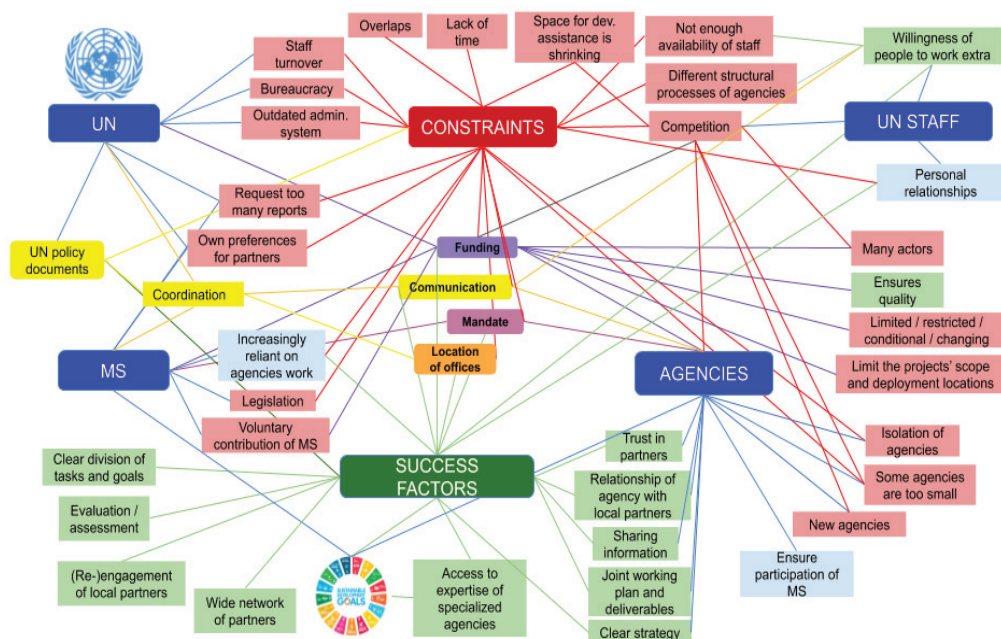 Overlaps
Lack of
time
Space for dev.
assistance is
shrinking
Not enough
availability of staff
Willingness of
people to work extra
Staff
turnover
Different structural
processes of agencies
Bureaucracy
UN
Outdated admin.
system
CONSTRAINTS
Competition
UN STAFF
Personal
relationships
Request too
many reports
Own preferences
for partners
UN policy
documents
Funding
Many actors
Coordination
Communication
Ensures
quality
Mandate
Limited / restricted /
conditional / changing
MS
Increasingly
reliant on
agencies work
Location
of offices
AGENCIES
Limit the projects' scope
and deployment locations
Legislation
Voluntary
contribution of MS
Isolation of
agencies
Clear division of
tasks and goals
SUCCESS
FACTORS
Trust in
partners
Relationship of
agency with
local partners
Some agencies
are too small
Evaluation /
assessment
New agencies
Sharing
information
Ensure
participation of
MS
(Re-)engagement
of local partners
Wide network
of partners
SUSTAINABLE
DEVELOPMENT
GOALS
Access to
expertise of
specialized
agencies
Joint working
plan and
deliverables
Clear strategy